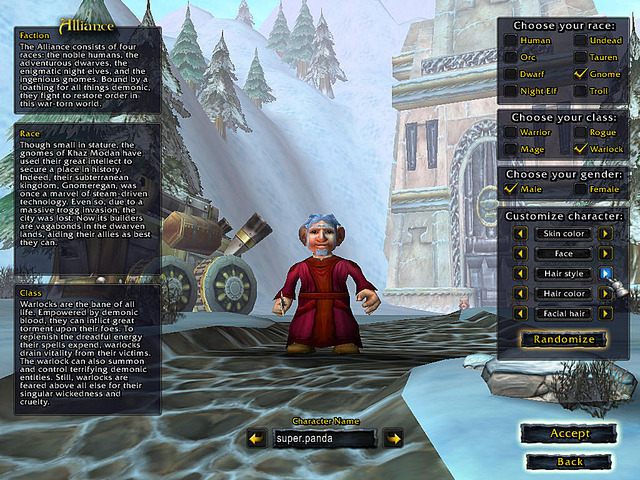 Alliance
Faction
The Alliance consists of four
races: the noble humans, the
adventurous dwarves, the
enigmatic night elves, and the
ingenious gnomes. Bound by a
loathing for all things demonic,
they fight to restore order in
this war-torn world.
Race
Though small in stature, the
gnomes of Khaz Modan have
used their great intellect to
secure a place in history.
Indeed, their subterranean
kingdom, Gnomeregan, was
once a marvel of steam-driven
technology. Even so, due to a
massive trogg invasion, the
city was lost. Now its builders
are vagabonds in the dwarven
lands, aiding their allies as best
they can.
Class
Warlocks are the bane of all
life. Empowered by demonic
blood, they can inflict great
torment upon their foes. To
replenish the dreadful energy
their spells expend, warlocks
drain vitality from their victims.
The warlock can also summon
and control terrifying demonic
entities. Still, warlocks are
feared above all else for their
singular wickedness and
cruelty.
Character Name
super.panda
Choose your race:
Human Undead
Orc Tauren
Dwarf Gnome
Night Elf Troll
Choose your class:
Warrior Rogue
Mage Warlock
Choose your gender:
Male Female
Customize character:
Skin color
Face
Hair style
Hair color
Facial hair
Randomize
Accept
Back